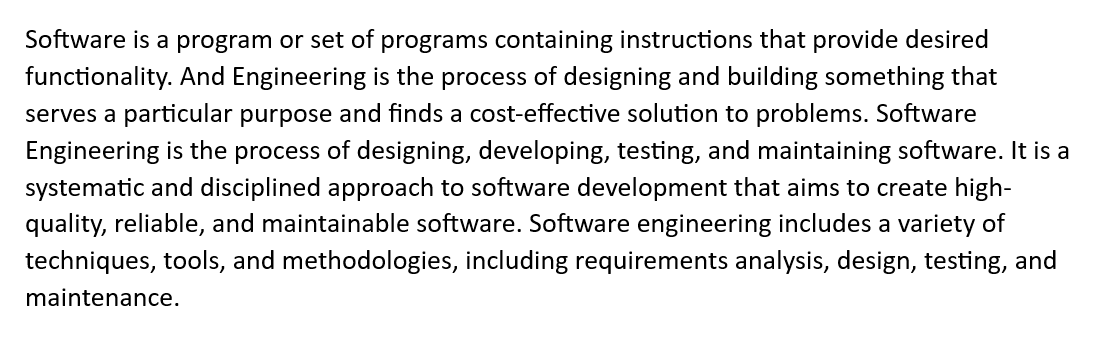 Software is a program or set of programs containing instructions that provide desired
functionality. And Engineering is the process of designing and building something that
serves a particular purpose and finds a cost-effective solution to problems. Software
Engineering is the process of designing, developing, testing, and maintaining software. It is a
systematic and disciplined approach to software development that aims to create high-
quality, reliable, and maintainable software. Software engineering includes a variety of
techniques, tools, and methodologies, including requirements analysis, design, testing, and
maintenance.